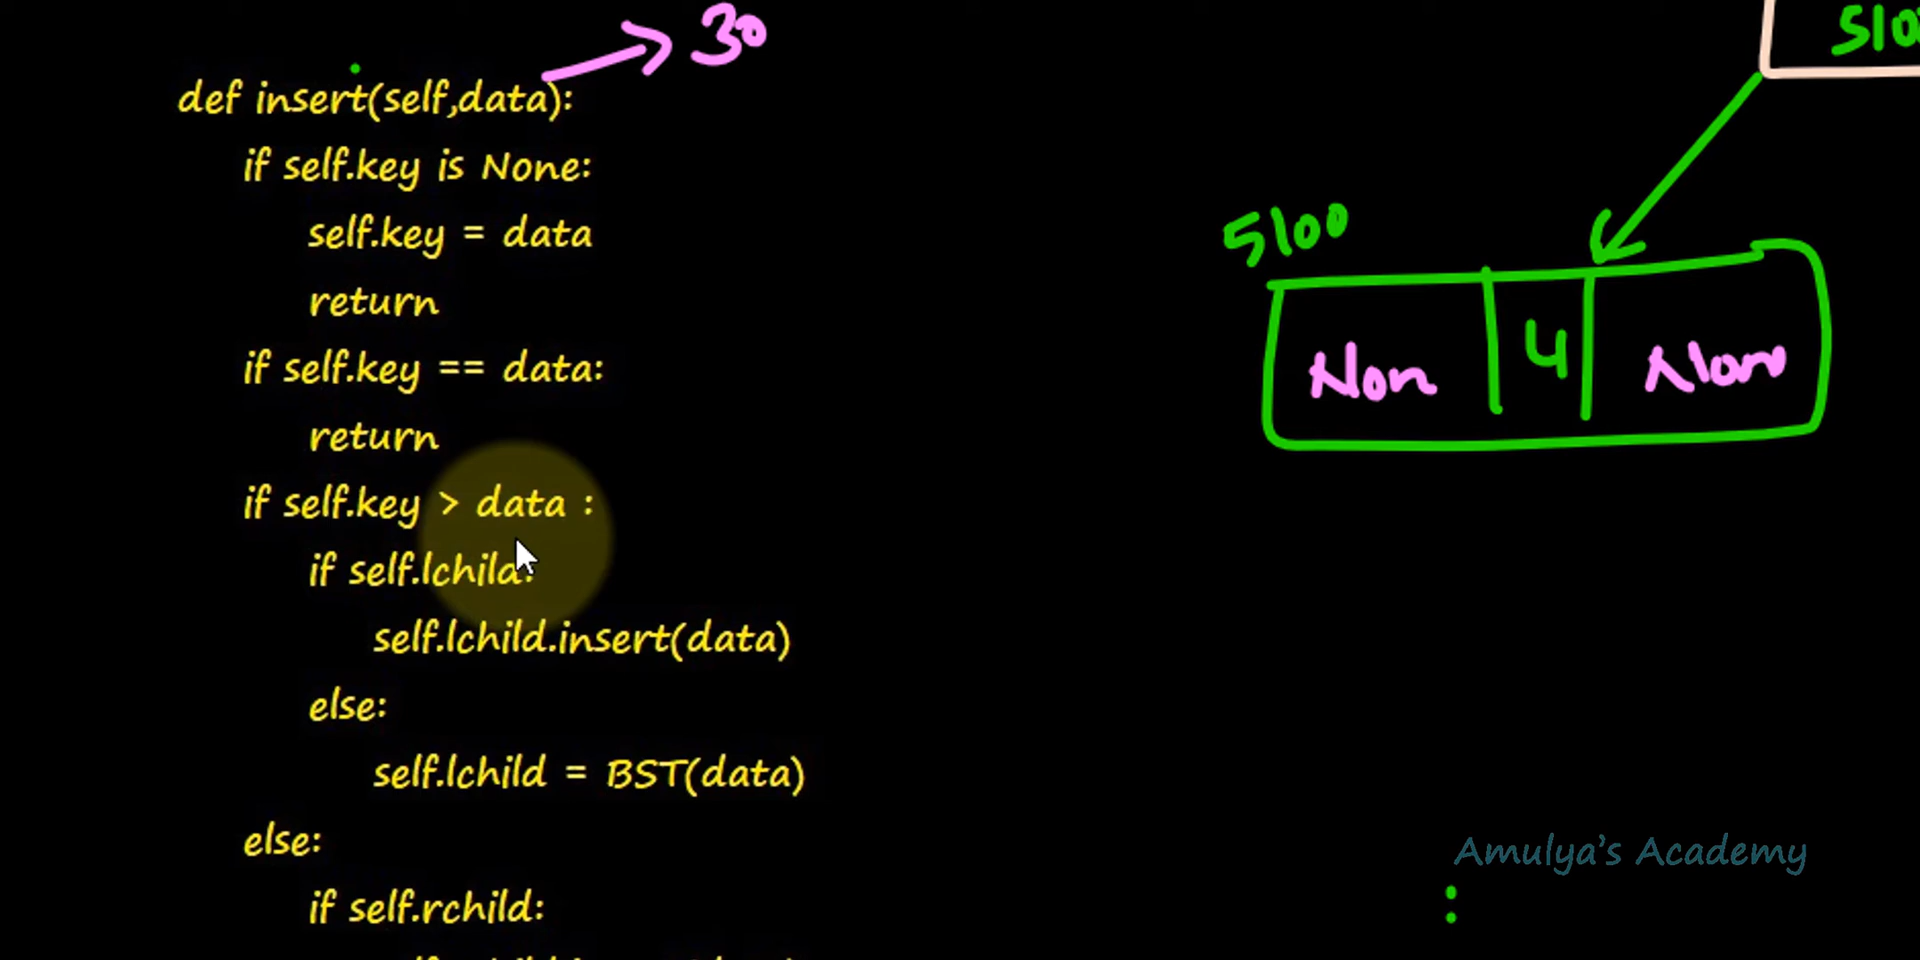 30
def insert(self,data):
if self.key is None:
self.key = data
return
if self.key == data:
return
if self.key > data :
if self.lchild:
self.lchild.insert(data)
else:
self.lchild = BST(data)
else:
if self.rchild:
5100
5100
Non 4 Non
Amulya's Academy